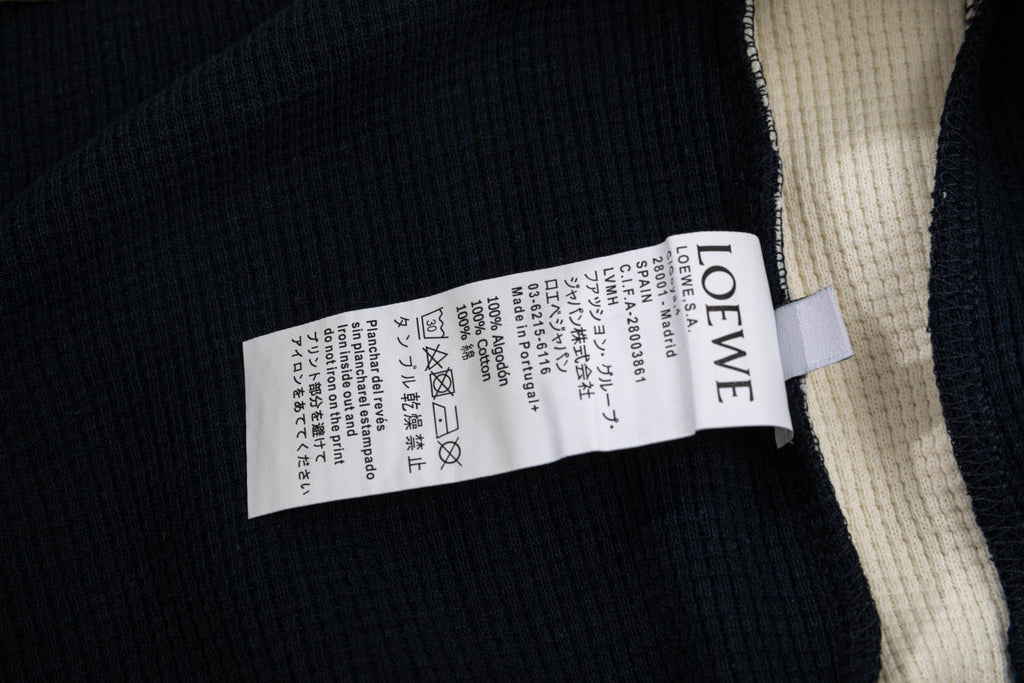 LOEWE
LOEWE, S.A.
28001 - Madrid
SPAIN
C.I.F.A-28003861
LVMH
ファッション・グループ・
ジャパン株式会社
ロエベジャパン
03-6215-6116
Made in Portugal+
100% Algodón
100% Cotton
100% 綿
30
タンブル乾燥禁止
Planchar del revés
sin plancharel estampado
Iron inside out and
do not iron on the print
プリント部分を避けて
アイロンをあててください